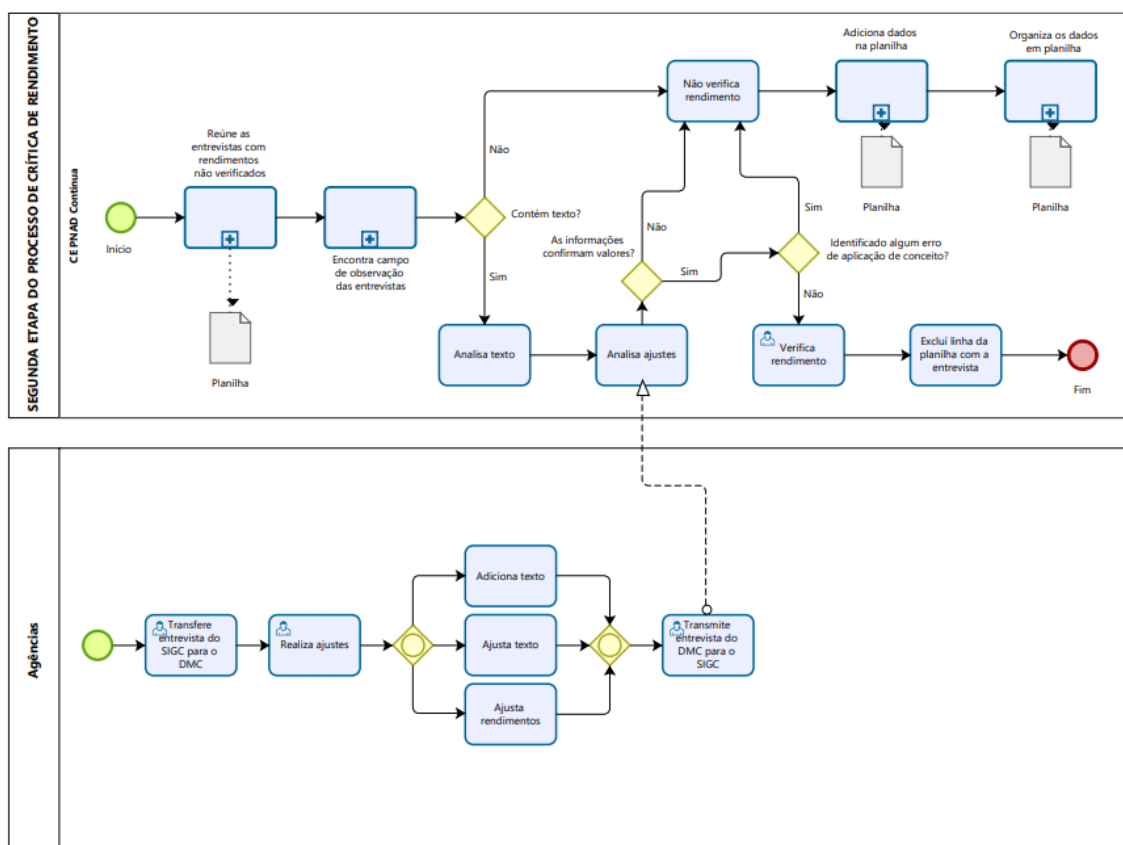 SEGUNDA ETAPA DO PROCESSO DE CRÍTICA DE RENDIMENTO
CE PNAD Contínua
Início
Reúne as
entrevistas com
rendimentos
não verificados
Planilha
Encontra campo
de observação
das entrevistas
Contém texto?
Não
Sim
Analisa texto
Analisa ajustes
As informações
confirmam valores?
Não
Sim
Identificado algum erro
de aplicação de conceito?
Sim
Não
Não verifica
rendimento
Adiciona dados
na planilha
Planilha
Organiza os dados
em planilha
Planilha
Verifica
rendimento
Exclui linha da
planilha com a
entrevista
Fim
Agências
Transfere
entrevista do
SIGC para o
DMC
Realiza ajustes
Adiciona texto
Ajusta texto
Ajusta
rendimentos
Transmite
entrevista do
DMC para o
SIGC